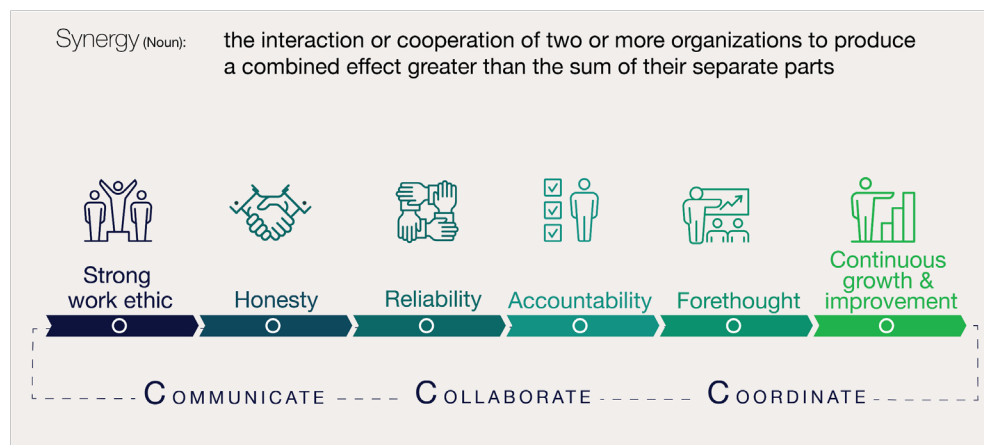 Synergy (Noun): the interaction or cooperation of two or more organizations to produce
a combined effect greater than the sum of their separate parts
Strong
work ethic
Honesty
Reliability
Accountability
Forethought
Continuous
growth &
improvement
COMMUNICATE
COLLABORATE
COORDINATE